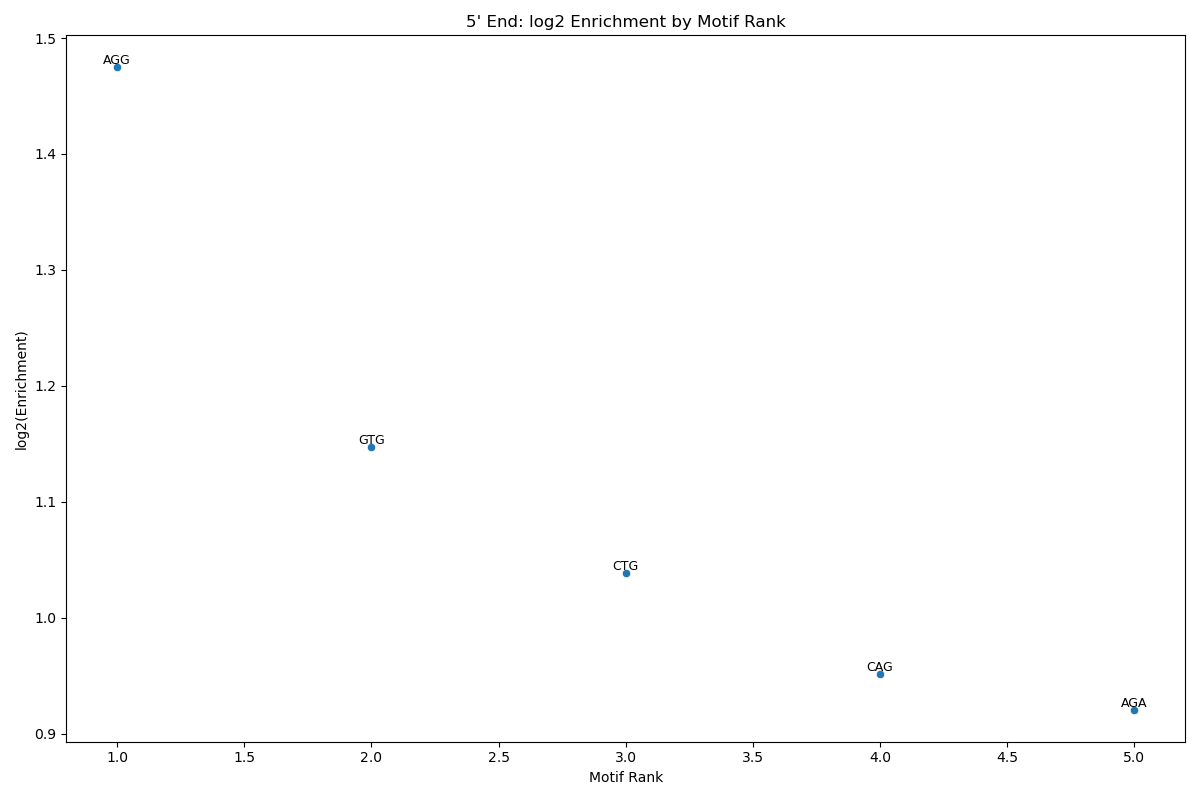 5' End: log2 Enrichment by Motif Rank
1.5
1.4
1.3
1.2
1.1
1.0
0.9
log2(Enrichment)
AGG
GTG
CTG
CAG
AGA
1.0 1.5 2.0 2.5 3.0 3.5 4.0 4.5 5.0
Motif Rank